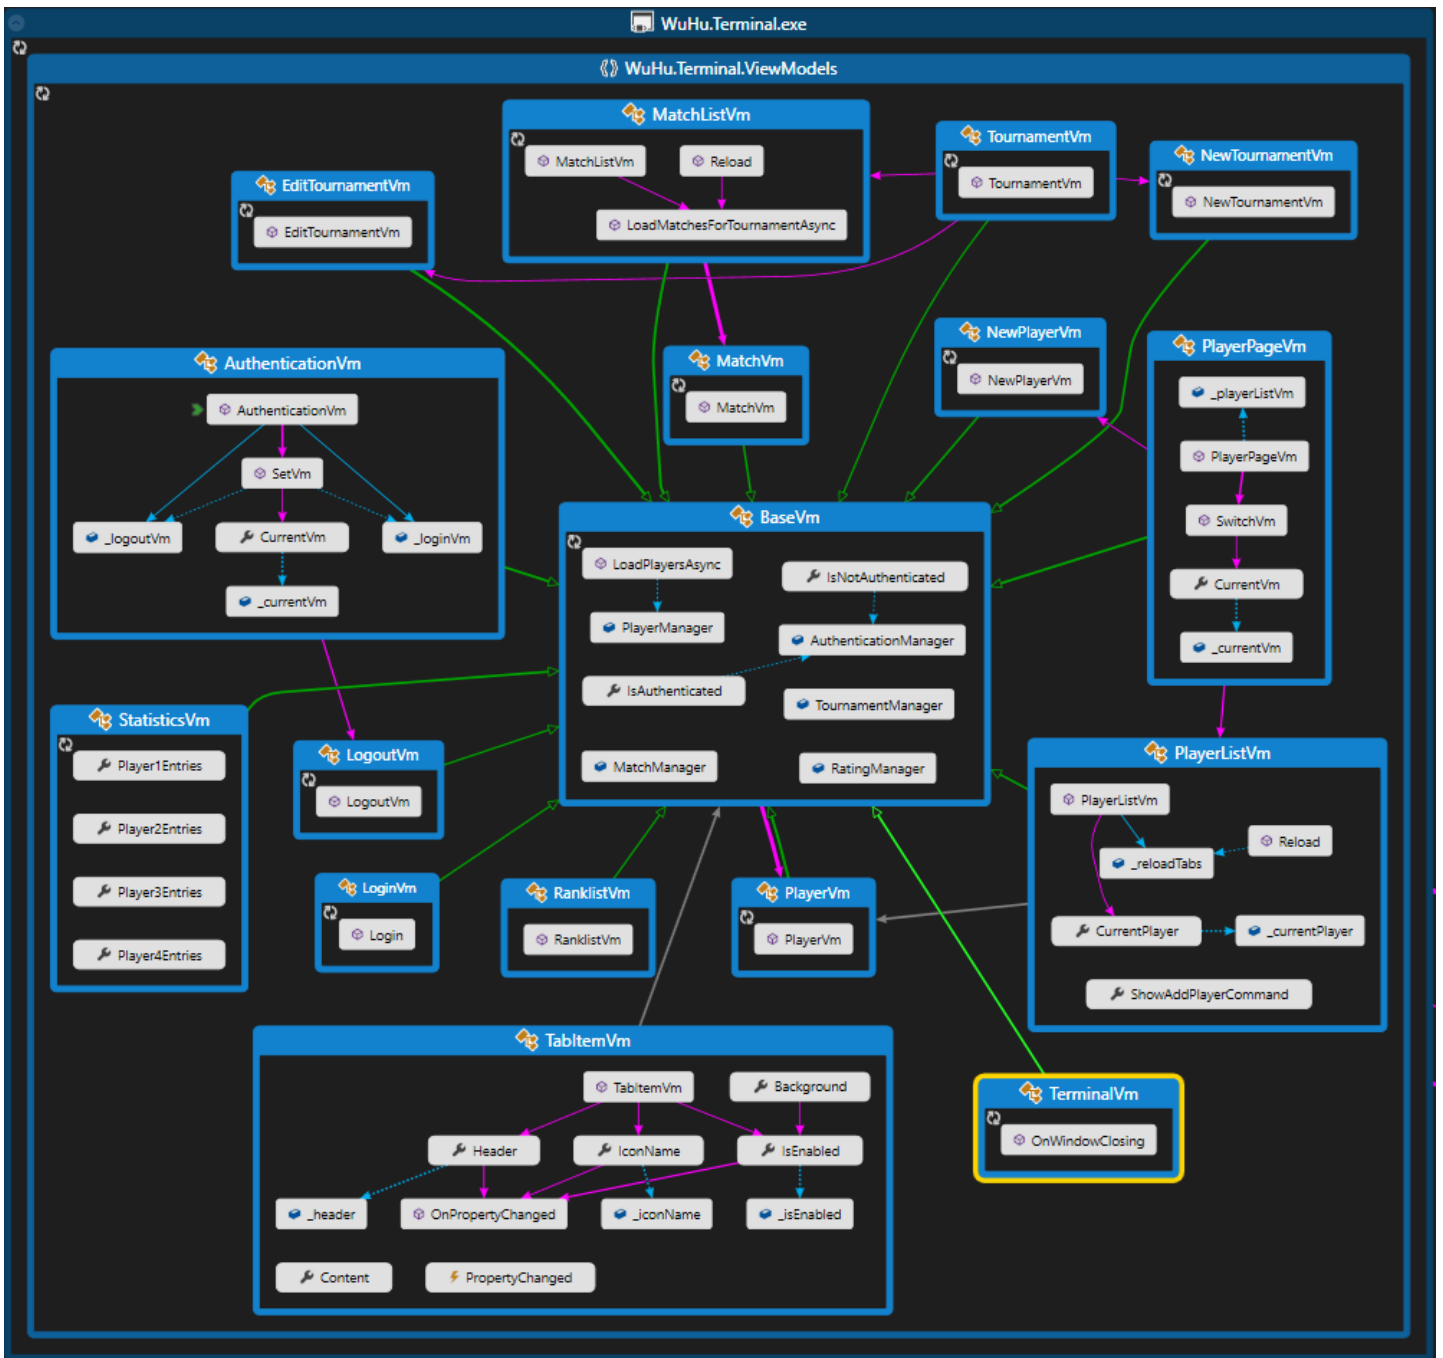 WuHu.Terminal.exe
WuHu.Terminal.ViewModels
MatchListVm
MatchListVm
Reload
LoadMatchesForTournamentAsync
TournamentVm
TournamentVm
NewTournamentVm
NewTournamentVm
EditTournamentVm
EditTournamentVm
AuthenticationVm
AuthenticationVm
SetVm
_logoutVm
CurrentVm
_loginVm
_currentVm
MatchVm
MatchVm
NewPlayerVm
NewPlayerVm
PlayerPageVm
_playerListVm
PlayerPageVm
SwitchVm
CurrentVm
_currentVm
BaseVm
LoadPlayersAsync
IsNotAuthenticated
PlayerManager
AuthenticationManager
IsAuthenticated
TournamentManager
MatchManager
RatingManager
StatisticsVm
Player1Entries
Player2Entries
Player3Entries
Player4Entries
LogoutVm
LogoutVm
LoginVm
Login
RanklistVm
RanklistVm
PlayerVm
PlayerVm
PlayerListVm
PlayerListVm
Reload
_reloadTabs
CurrentPlayer
_currentPlayer
ShowAddPlayerCommand
TabItemVm
TabItemVm
Background
Header
IconName
IsEnabled
_header
OnPropertyChanged
_iconName
_isEnabled
Content
PropertyChanged
TerminalVm
OnWindowClosing